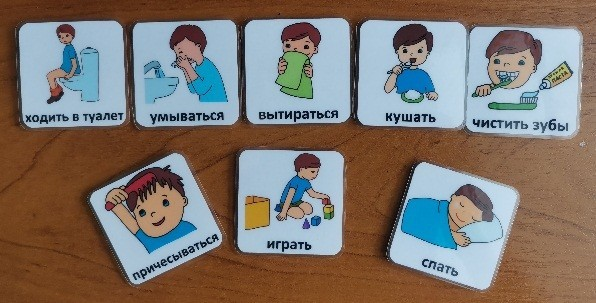 ходить в туалет
умываться
вытираться
кушать
чистить зубы
причесываться
играть
спать